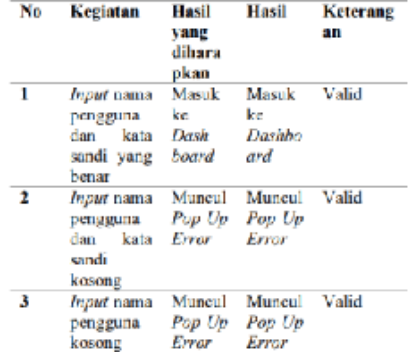 No Kegiatan Hasil yang diharapkan Hasil Keterangan
1 Input nama pengguna dan kata sandi yang benar Masuk ke Dash board Masuk ke Dashboard Valid
2 Input nama pengguna dan kata sandi kosong Muncul Pop Up Error Muncul Pop Up Error Valid
3 Input nama pengguna kosong Muncul Pop Up Error Muncul Pop Up Error Valid